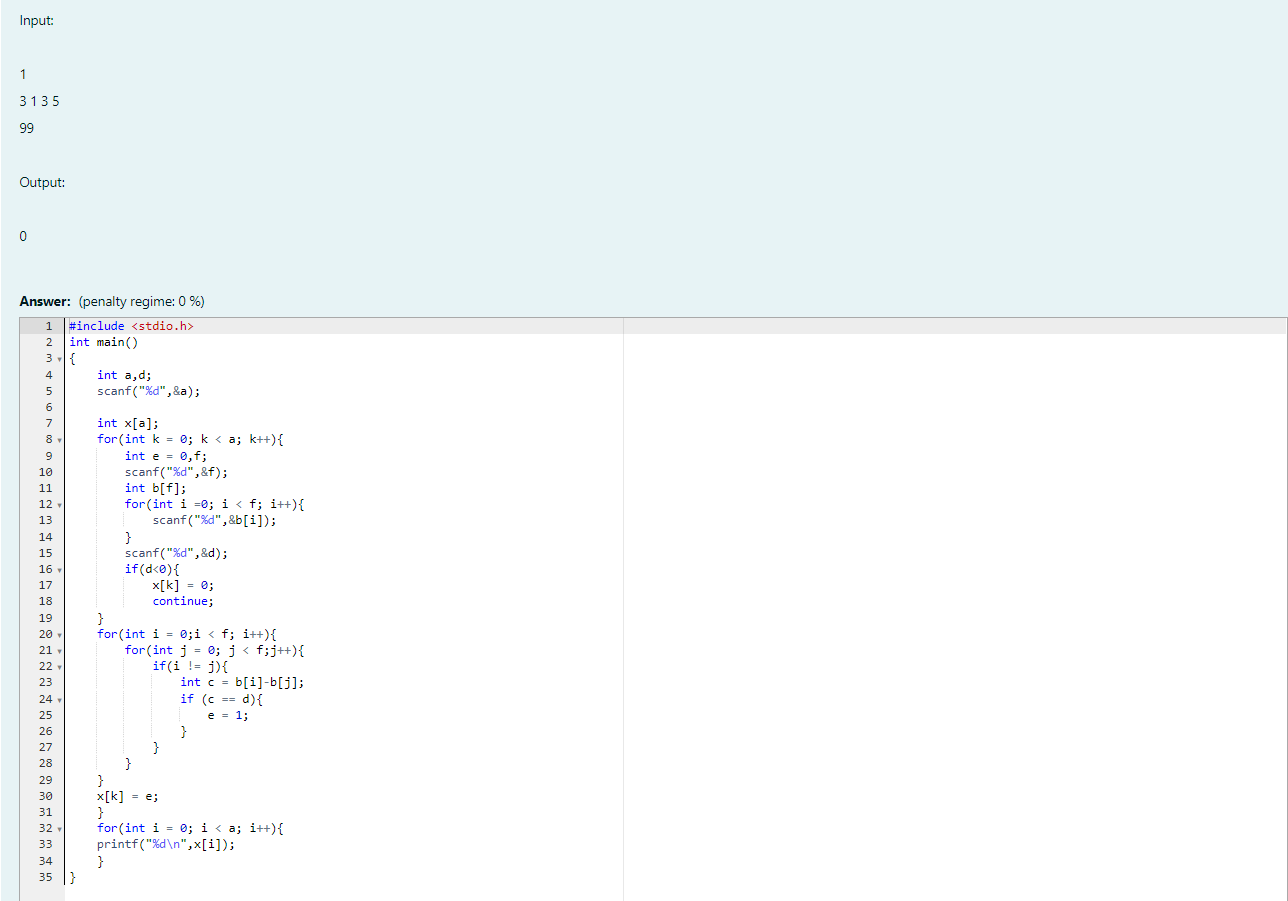 Input:
1
3 1 3 5
99
Output:
0
Answer: (penalty regime: 0 %)
1 #include <stdio.h>
2 int main()
3 {
4     int a,d;
5     scanf("%d",&a);
6
7     int x[a];
8     for(int k = 0; k < a; k++){
9         int e = 0,f;
10         scanf("%d",&f);
11         int b[f];
12         for(int i =0; i < f; i++){
13             scanf("%d",&b[i]);
14         }
15         scanf("%d",&d);
16         if(d<0){
17             x[k] = 0;
18             continue;
19     }
20     for(int i = 0;i < f; i++){
21         for(int j = 0; j < f;j++){
22             if(i != j){
23                 int c = b[i]-b[j];
24                 if (c == d){
25                     e = 1;
26                 }
27             }
28         }
29     }
30     x[k] = e;
31     }
32     for(int i = 0; i < a; i++){
33     printf("%d\n",x[i]);
34     }
35 }